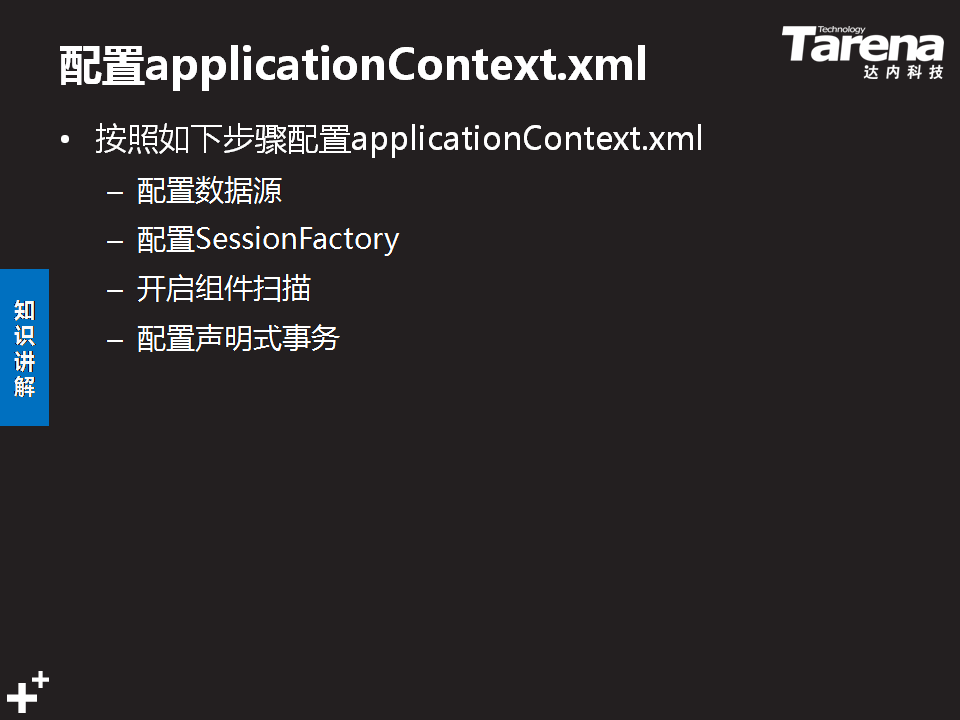 配置applicationContext.xml
Technology
Tarena
达内科技
• 按照如下步骤配置applicationContext.xml
– 配置数据源
– 配置SessionFactory
– 开启组件扫描
– 配置声明式事务
知识讲解